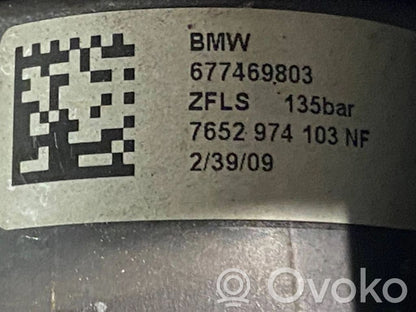 BMW
677469803
ZFLS 135bar
7652 974 103 NF
2/39/09
Ovoko